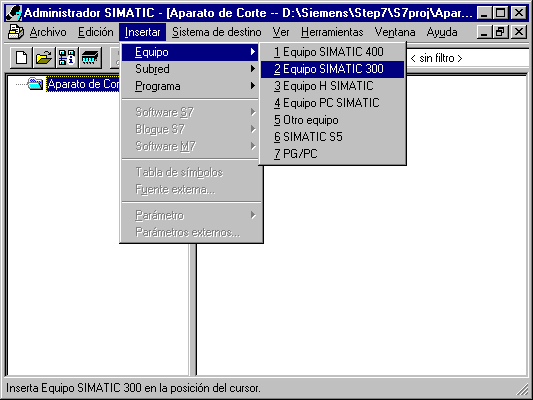 Administrador SIMATIC - [Aparato de Corte -- D:\Siemens\Step7\S7proj\Apar...
Archivo Edición Insertar Sistema de destino Ver Herramientas Ventana Ayuda
Equipo
Subred
Programa
Software S7
Bloque S7
Software M7
Tabla de símbolos
Fuente externa...
Parámetro
Parámetros externos...
1 Equipo SIMATIC 400
2 Equipo SIMATIC 300
3 Equipo H SIMATIC
4 Equipo PC SIMATIC
5 Otro equipo
6 SIMATIC S5
7 PG/PC
< sin filtro >
Aparato de Cor
Inserta Equipo SIMATIC 300 en la posición del cursor.